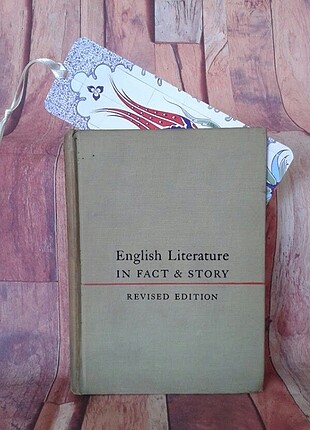 English Literature
IN FACT & STORY
REVISED EDITION